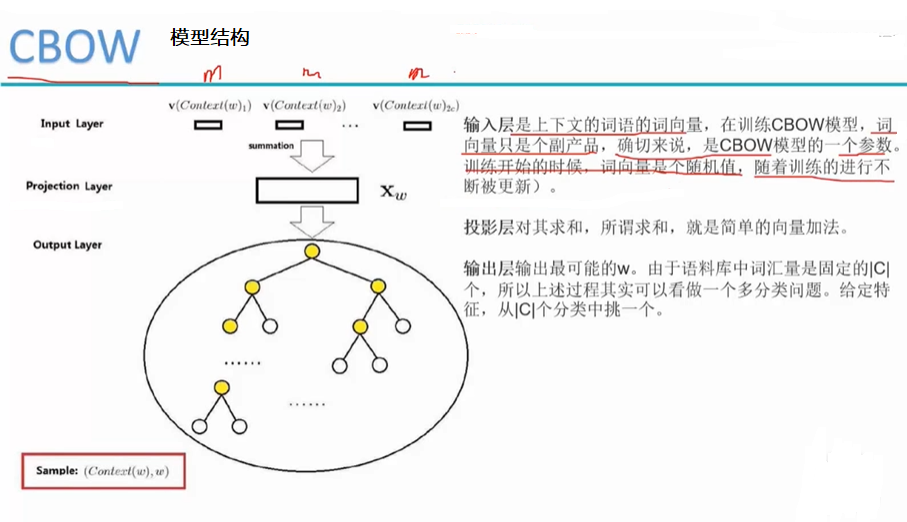 CBOW 模型结构
m m m
v(Context(w)₁) v(Context(w)₂) v(Context(w)₂c)
Input Layer
...
summation
Projection Layer
Xw
Output Layer
......
......
Sample: (Context(w),w)
输入层是上下文的词语的词向量，在训练CBOW模型，词
向量只是个副产品，确切来说，是CBOW模型的一个参数。
训练开始的时候，词向量是个随机值，随着训练的进行不
断被更新）。
投影层对其求和，所谓求和，就是简单的向量加法。
输出层输出最可能的w。由于语料库中词汇量是固定的|C|
个，所以上述过程其实可以看做一个多分类问题。给定特
征，从|C|个分类中挑一个。